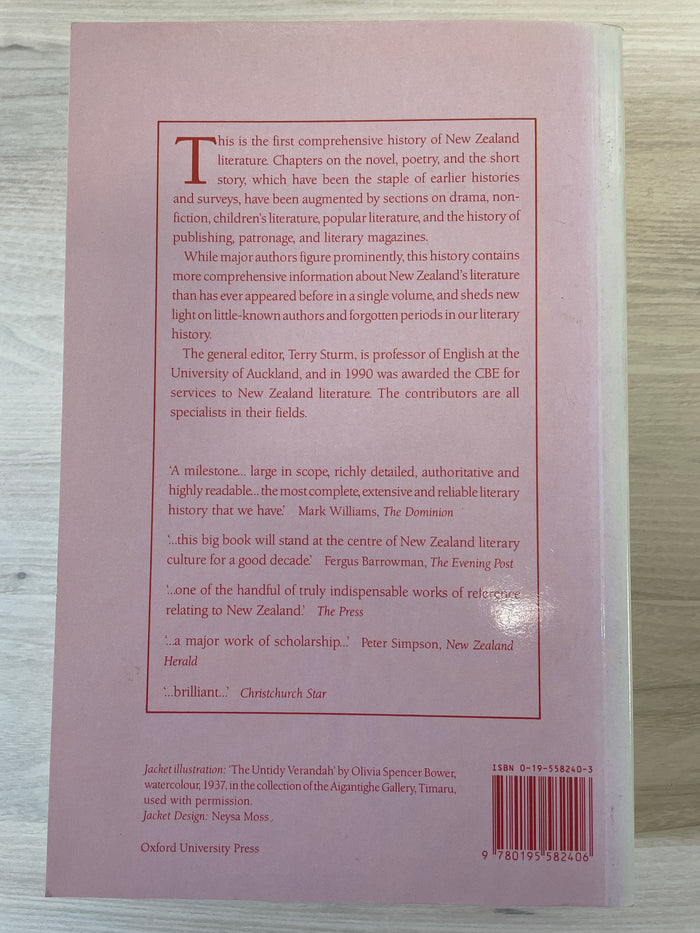 This is the first comprehensive history of New Zealand
literature. Chapters on the novel, poetry, and the short
story, which have been the staple of earlier histories
and surveys, have been augmented by sections on drama, non-
fiction, children's literature, popular literature, and the history of
publishing, patronage, and literary magazines.
While major authors figure prominently, this history contains
more comprehensive information about New Zealand's literature
than has ever appeared before in a single volume, and sheds new
light on little-known authors and forgotten periods in our literary
history.
The general editor, Terry Sturm, is professor of English at the
University of Auckland, and in 1990 was awarded the CBE for
services to New Zealand literature. The contributors are all
specialists in their fields.
'A milestone... large in scope, richly detailed, authoritative and
highly readable... the most complete, extensive and reliable literary
history that we have.' Mark Williams, The Dominion
'...this big book will stand at the centre of New Zealand literary
culture for a good decade.' Fergus Barrowman, The Evening Post
'...one of the handful of truly indispensable works of reference
relating to New Zealand.' The Press
'...a major work of scholarship...' Peter Simpson, New Zealand
Herald
'...brilliant...' Christchurch Star
Jacket illustration: 'The Untidy Verandah' by Olivia Spencer Bower,
watercolour, 1937, in the collection of the Aigantighe Gallery, Timaru,
used with permission.
Jacket Design: Neysa Moss
Oxford University Press
ISBN 0-19-558240-3
9 780195 582406